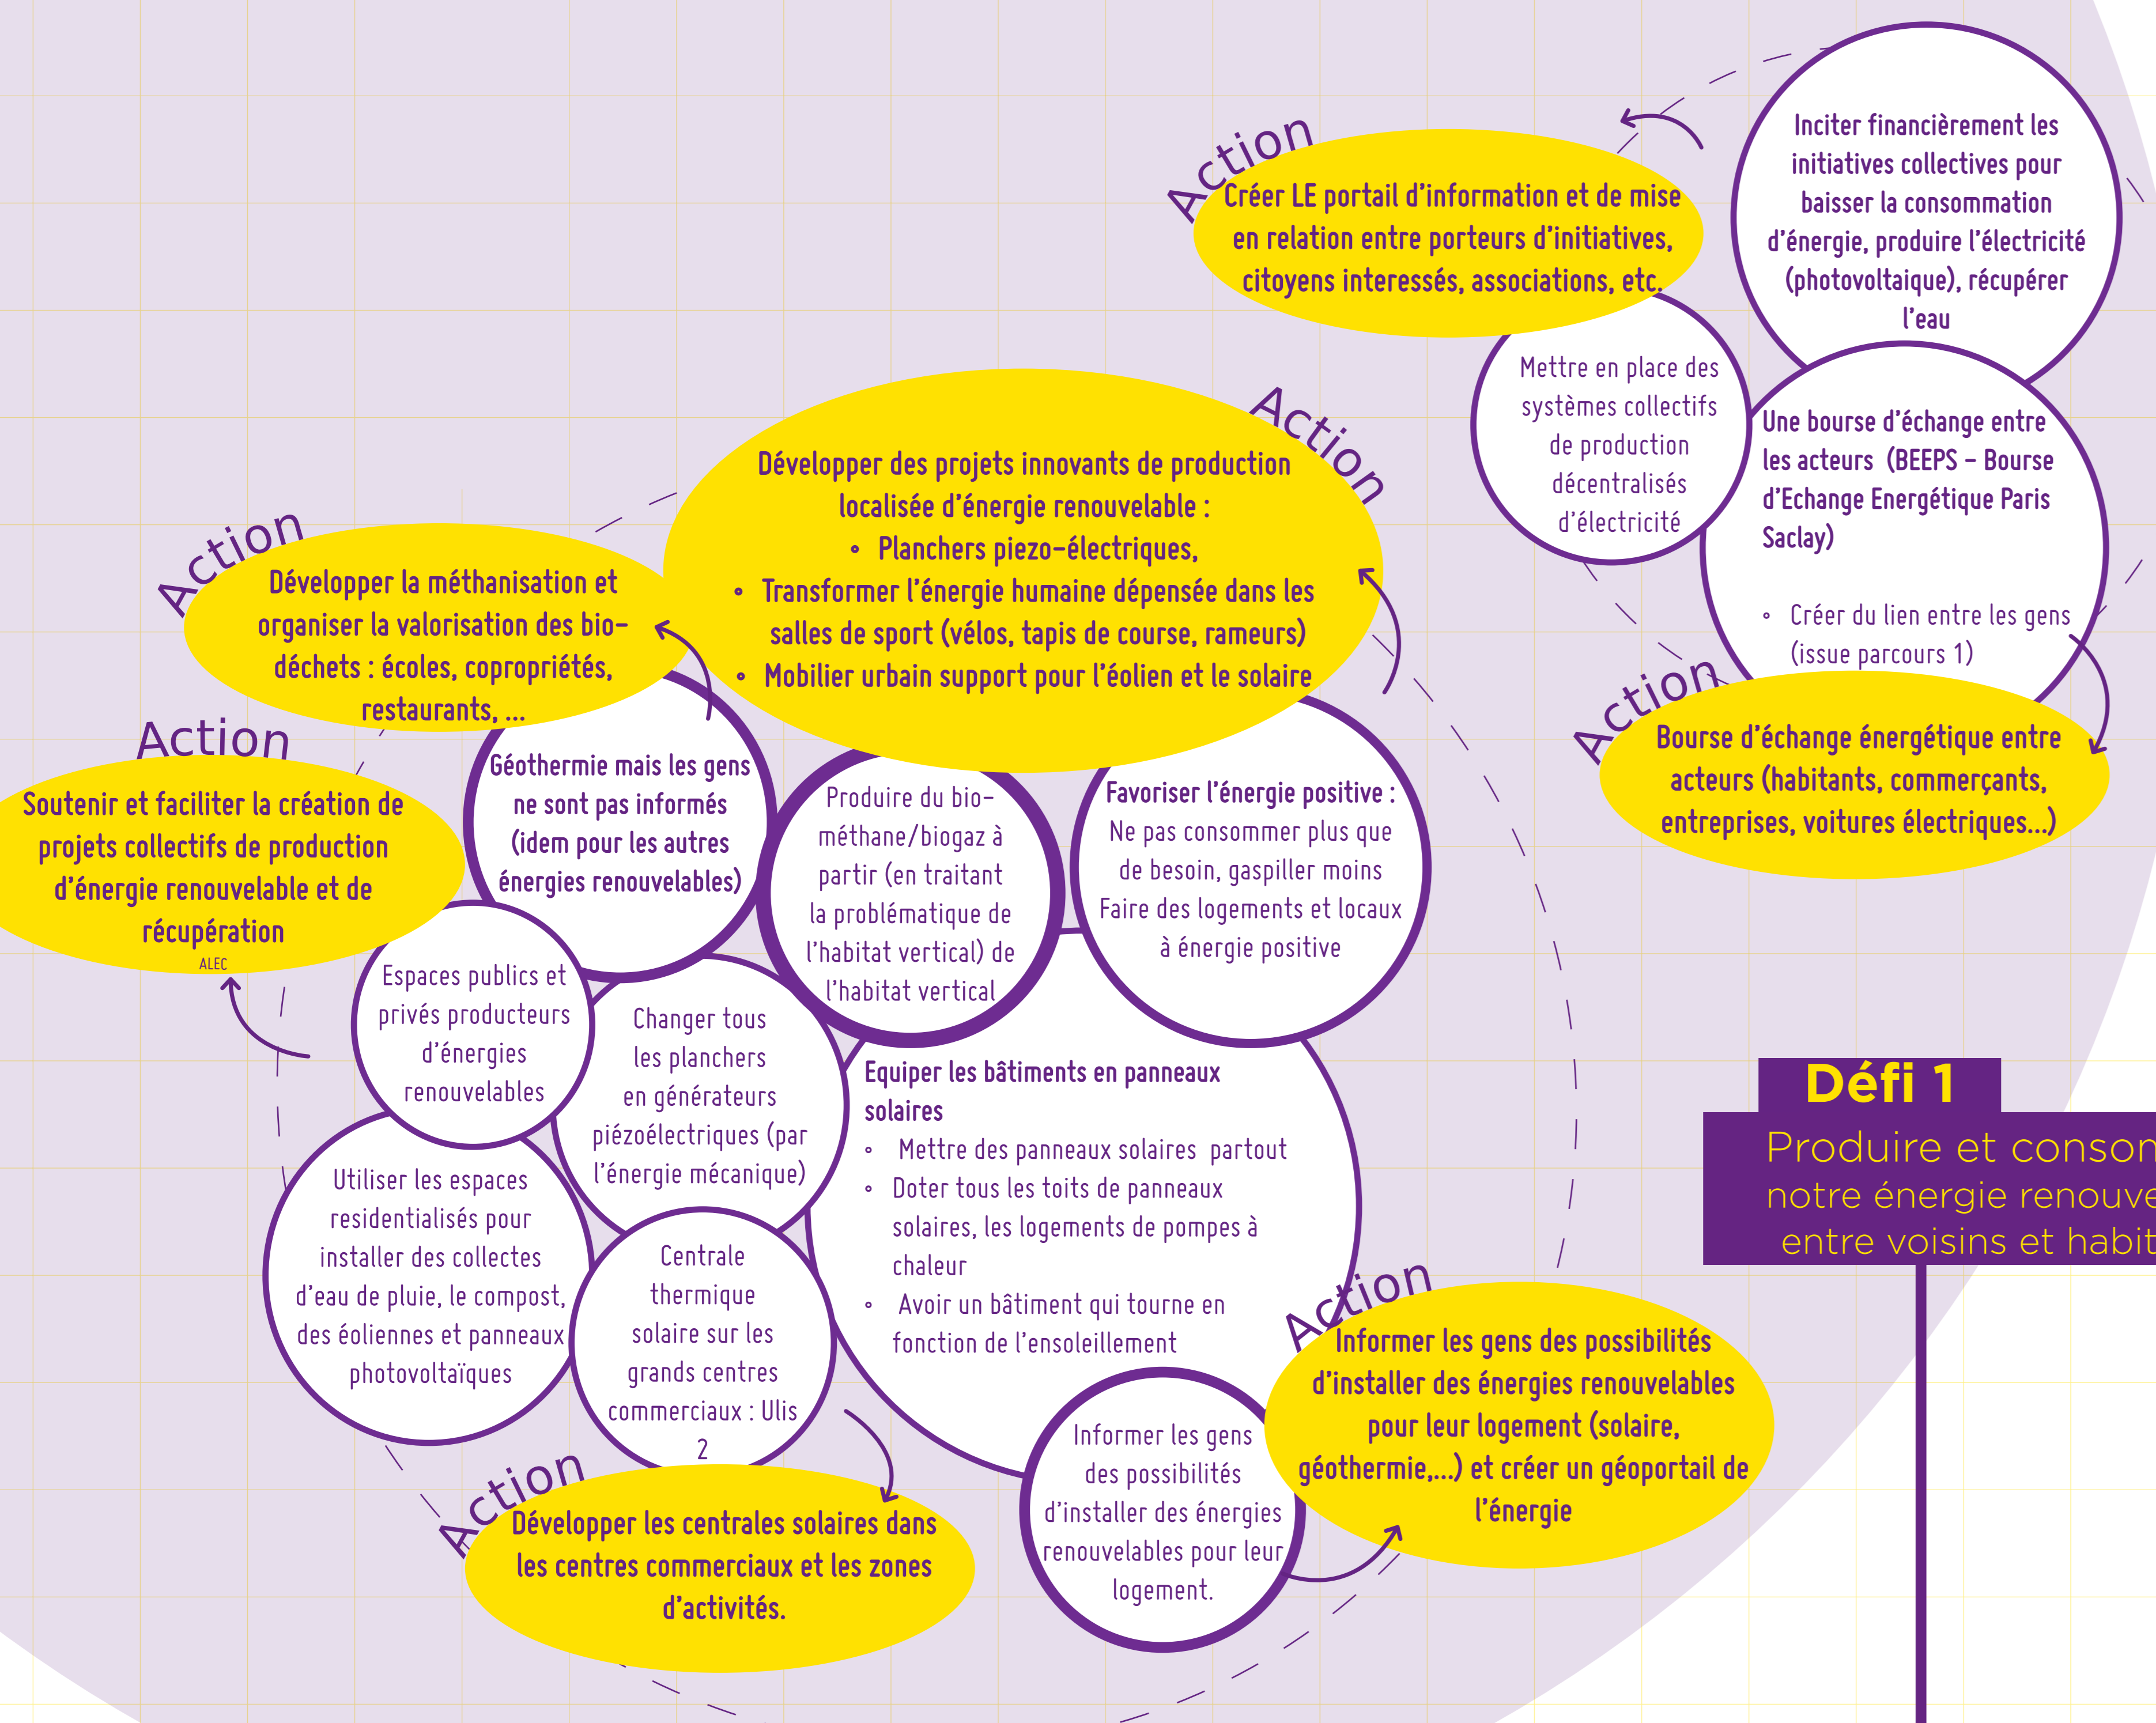 Inciter financièrement les
initiatives collectives pour
baisser la consommation
d'énergie, produire l'électricité
(photovoltaique), récupérer
l'eau
Action
Créer LE portail d'information et de mise
en relation entre porteurs d'initiatives,
citoyens interessés, associations, etc.
Mettre en place des
systèmes collectifs
de production
décentralisés
d'électricité
Une bourse d'échange entre
les acteurs (BEEPS - Bourse
d'Echange Energétique Paris
Saclay)
◦ Créer du lien entre les gens
(issue parcours 1)
Action
Bourse d'échange énergétique entre
acteurs (habitants, commerçants,
entreprises, voitures électriques...)
Action
Développer des projets innovants de production
localisée d'énergie renouvelable :
◦ Planchers piezo-électriques,
◦ Transformer l'énergie humaine dépensée dans les
salles de sport (vélos, tapis de course, rameurs)
◦ Mobilier urbain support pour l'éolien et le solaire
Action
Développer la méthanisation et
organiser la valorisation des bio-
déchets : écoles, copropriétés,
restaurants, ...
Action
Soutenir et faciliter la création de
projets collectifs de production
d'énergie renouvelable et de
récupération
ALEC
Géothermie mais les gens
ne sont pas informés
(idem pour les autres
énergies renouvelables)
Produire du bio-
méthane/biogaz à
partir (en traitant
la problématique de
l'habitat vertical) de
l'habitat vertical
Favoriser l'énergie positive :
Ne pas consommer plus que
de besoin, gaspiller moins
Faire des logements et locaux
à énergie positive
Espaces publics et
privés producteurs
d'énergies
renouvelables
Changer tous
les planchers
en générateurs
piézoélectriques (par
l'énergie mécanique)
Equiper les bâtiments en panneaux
solaires
◦ Mettre des panneaux solaires partout
◦ Doter tous les toits de panneaux
solaires, les logements de pompes à
chaleur
◦ Avoir un bâtiment qui tourne en
fonction de l'ensoleillement
Utiliser les espaces
residentialisés pour
installer des collectes
d'eau de pluie, le compost,
des éoliennes et panneaux
photovoltaïques
Centrale
thermique
solaire sur les
grands centres
commerciaux : Ulis
2
Action
Développer les centrales solaires dans
les centres commerciaux et les zones
d'activités.
Informer les gens
des possibilités
d'installer des énergies
renouvelables pour leur
logement.
Action
Informer les gens des possibilités
d'installer des énergies renouvelables
pour leur logement (solaire,
géothermie,...) et créer un géoportail de
l'énergie
Défi 1
Produire et conson
notre énergie renouve
entre voisins et habit